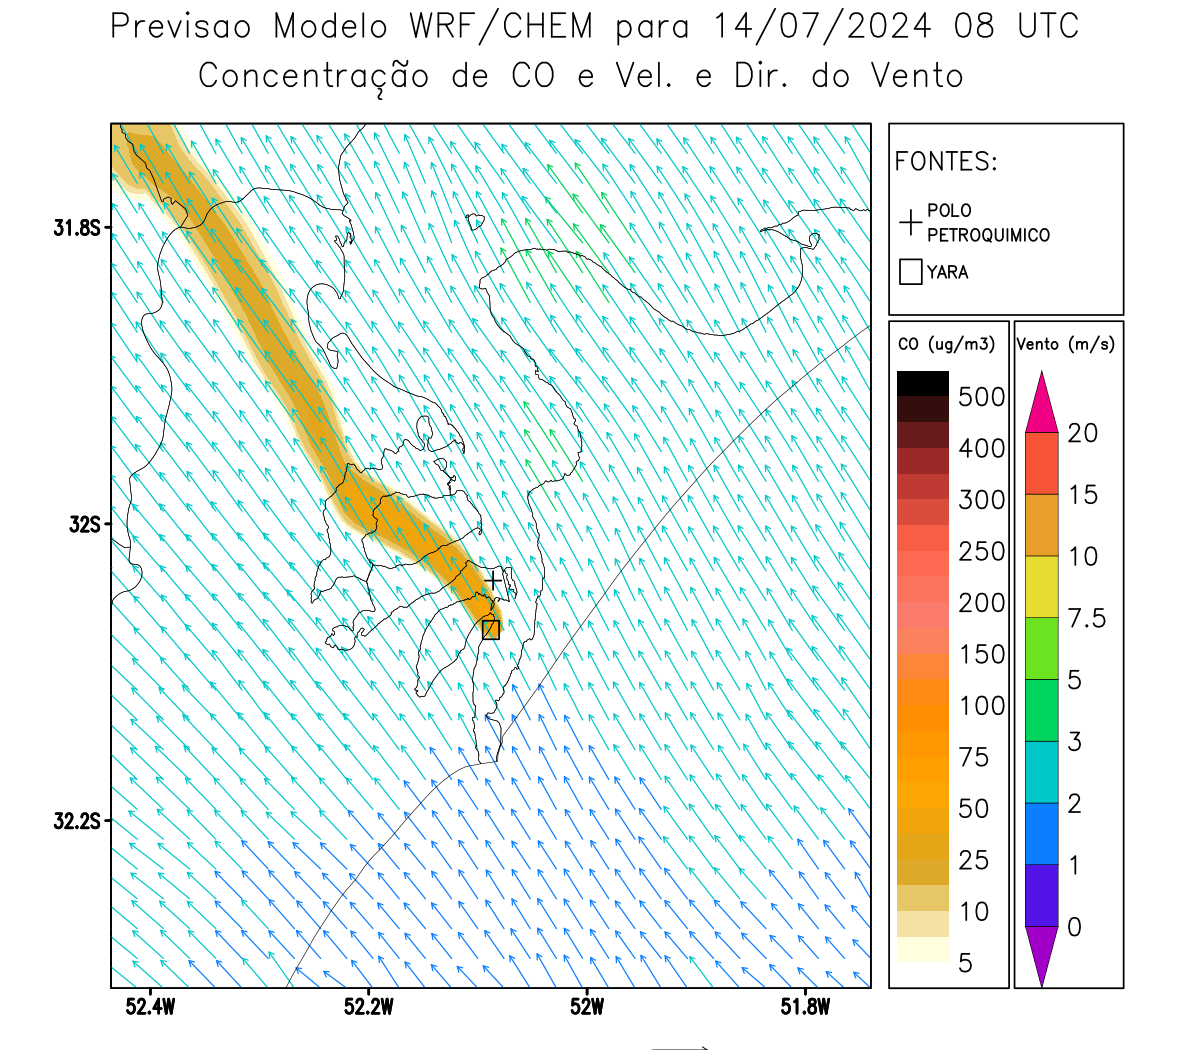 Previsao Modelo WRF/CHEM para 14/07/2024 08 UTC
Concentração de CO e Vel. e Dir. do Vento
FONTES:
POLO
PETROQUIMICO
YARA
CO (ug/m3)
500
400
300
250
200
150
100
75
50
25
10
5
Vento (m/s)
20
15
10
7.5
5
3
2
1
0
31.8S
32S
32.2S
52.4W
52.2W
52W
51.8W